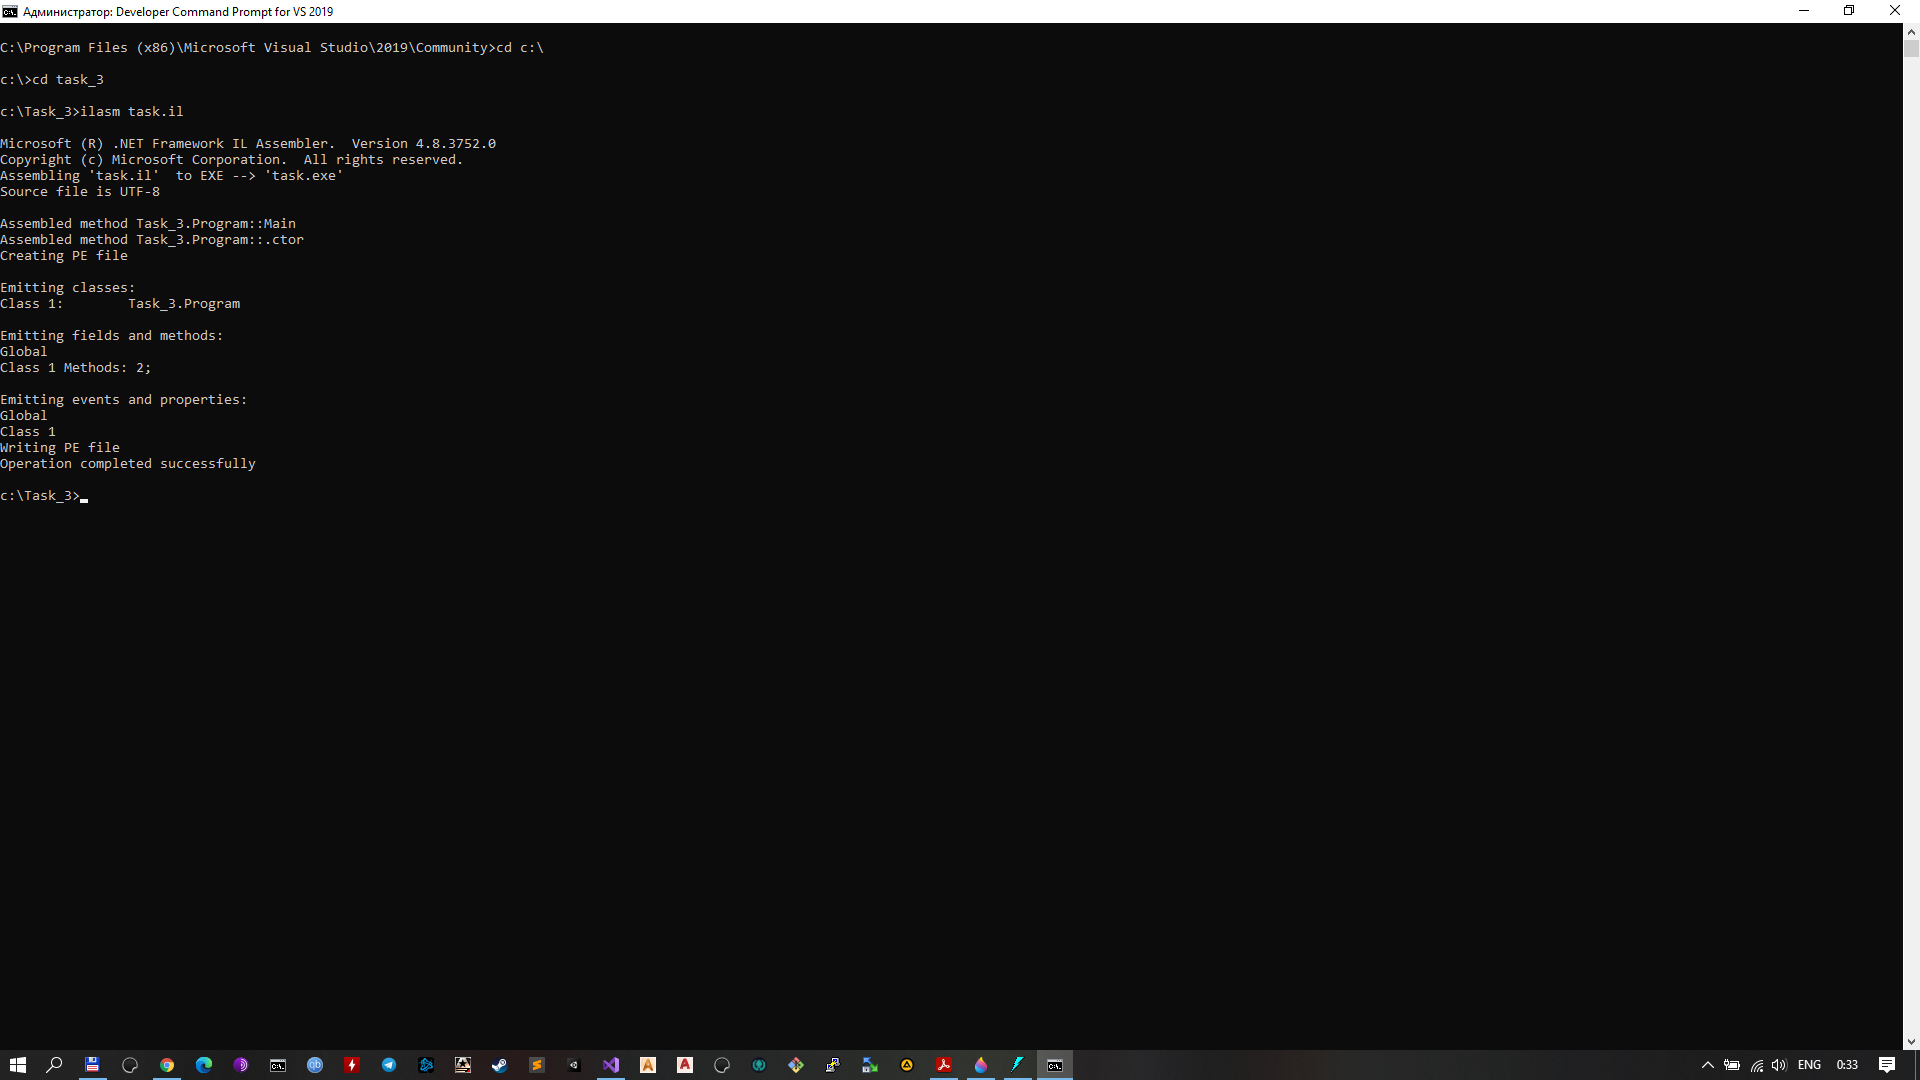 Администратор: Developer Command Prompt for VS 2019
C:\Program Files (x86)\Microsoft Visual Studio\2019\Community>cd c:\
c:\>cd task_3
c:\Task_3>ilasm task.il
Microsoft (R) .NET Framework IL Assembler.  Version 4.8.3752.0
Copyright (c) Microsoft Corporation.  All rights reserved.
Assembling 'task.il'  to EXE --> 'task.exe'
Source file is UTF-8
Assembled method Task_3.Program::Main
Assembled method Task_3.Program::.ctor
Creating PE file
Emitting classes:
Class 1:        Task_3.Program
Emitting fields and methods:
Global
Class 1 Methods: 2;
Emitting events and properties:
Global
Class 1
Writing PE file
Operation completed successfully
c:\Task_3>
ENG 0:33